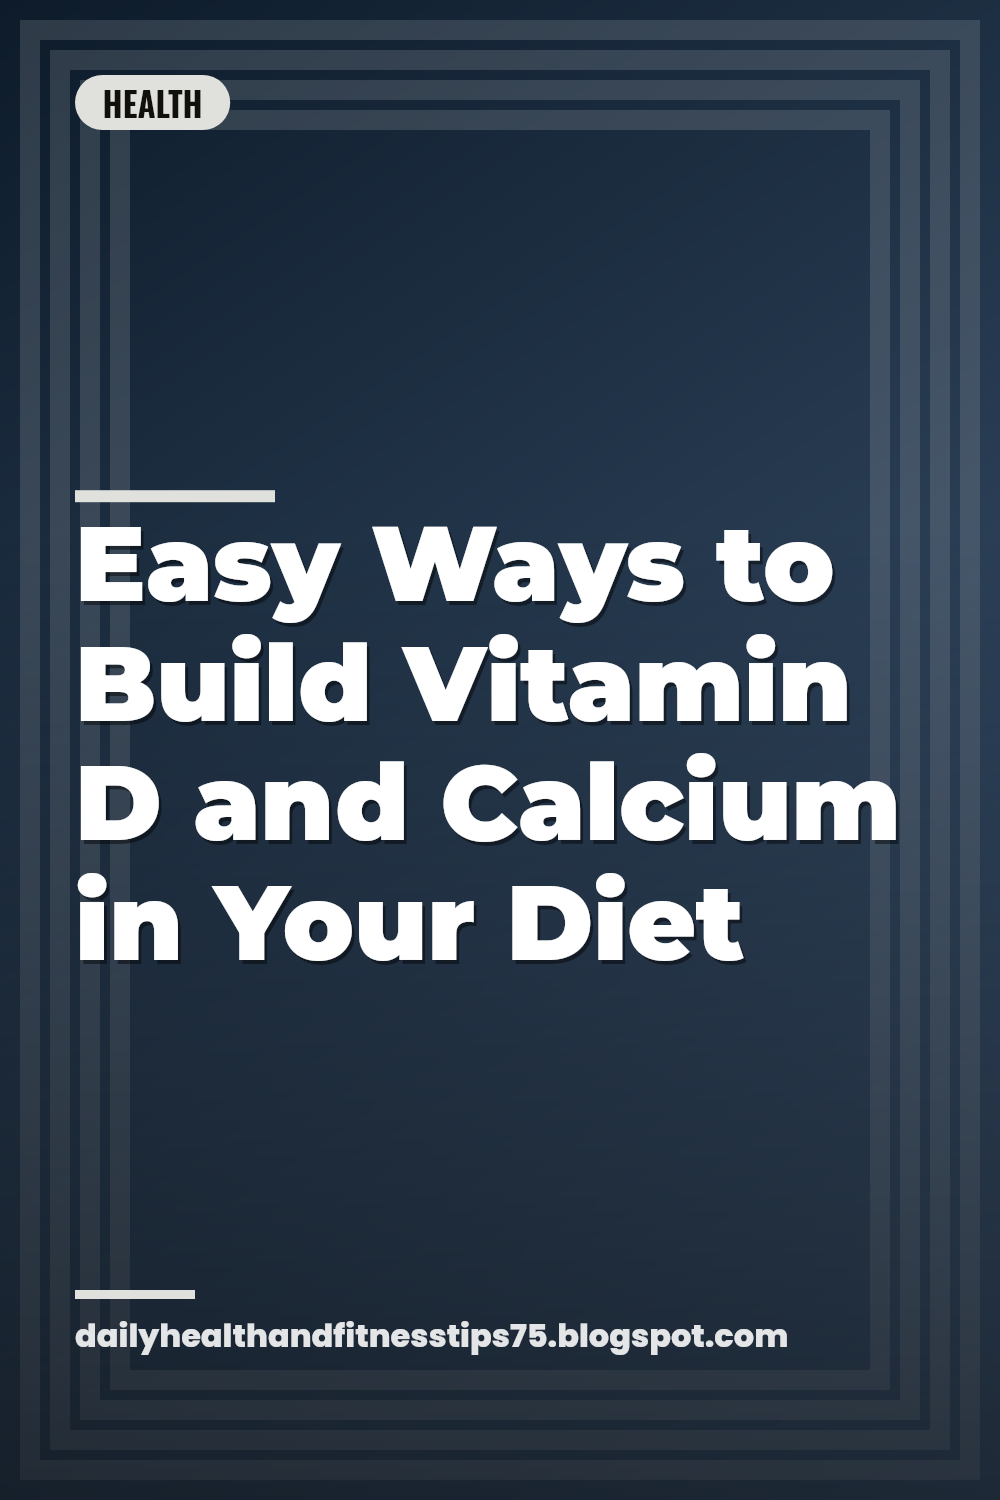 HEALTH
Easy Ways to
Build Vitamin
D and Calcium
in Your Diet
dailyhealthandfitnesstips75.blogspot.com